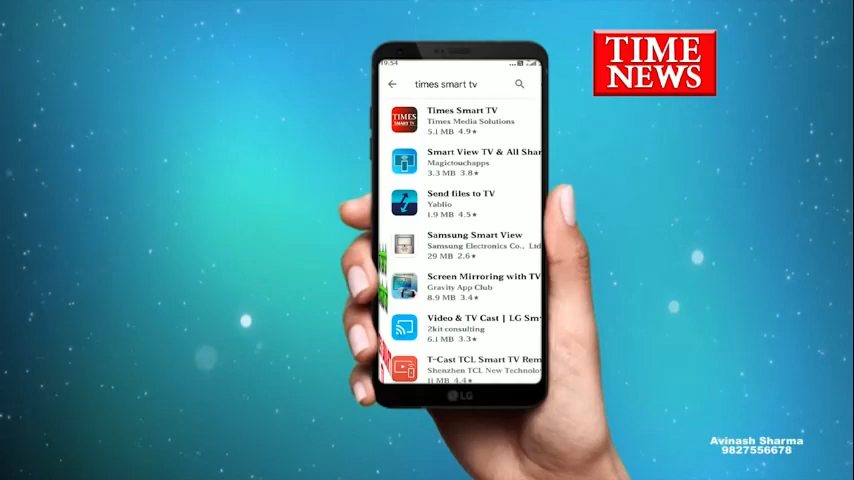 TIME
NEWS
19:54
times smart tv
TIMES
SMART TV
Times Smart TV
Times Media Solutions
5.1 MB 4.9★
Smart View TV & All Shar
Magictouchapps
3.3 MB 3.8★
Send files to TV
Yablio
1.9 MB 4.5★
Samsung Smart View
Samsung Electronics Co., Ltd
29 MB 2.6★
Screen Mirroring with TV
Gravity App Club
8.9 MB 3.4★
Video & TV Cast | LG Sm
2kit consulting
6.1 MB 3.3★
T-Cast TCL Smart TV Rem
Shenzhen TCL New Technolo
11 MB 4.4★
LG
Avinash Sharma
9827556678